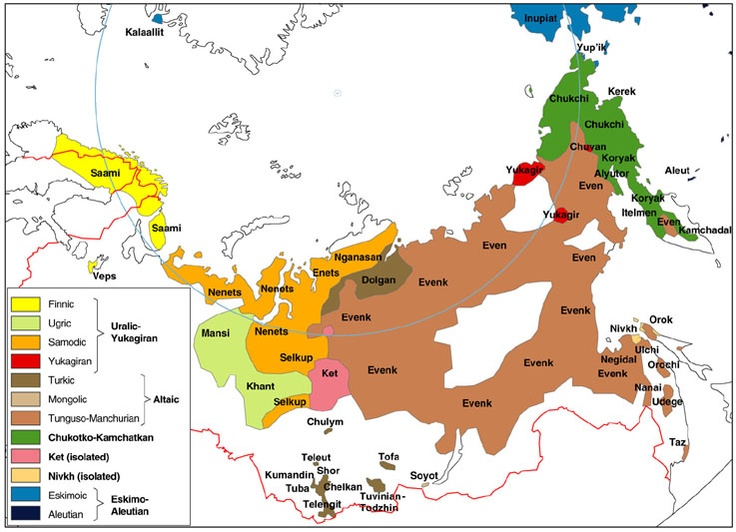 Inupiat
Kalaallit
Yup'ik
Chukchi
Kerek
Chukchi
Chuvan
Koryak
Yukagir
Alyutor
Aleut
Saami
Even
Koryak
Yukagir
Itelmen
Even
Saami
Kamchadal
Even
Nganasan
Even
Veps
Enets
Dolgan
Evenk
Nenets
Nenets
Even
Evenk
Orok
Mansi
Nenets
Nivkh
Ulchi
Selkup
Negidal
Orochi
Ket
Evenk
Evenk
Evenk
Khant
Nanai
Selkup
Evenk
Udege
Chulym
Taz
Teleut
Tofa
Kumandin
Shor
Soyot
Tuba
Chelkan
Tuvinian-
Todzhin
Telengit
Finnic
Ugric
Samodic
Yukagiran
Uralic-
Yukagiran
Turkic
Mongolic
Tunguso-Manchurian
Altaic
Chukotko-Kamchatkan
Ket (isolated)
Nivkh (isolated)
Eskimoic
Aleutian
Eskimo-
Aleutian